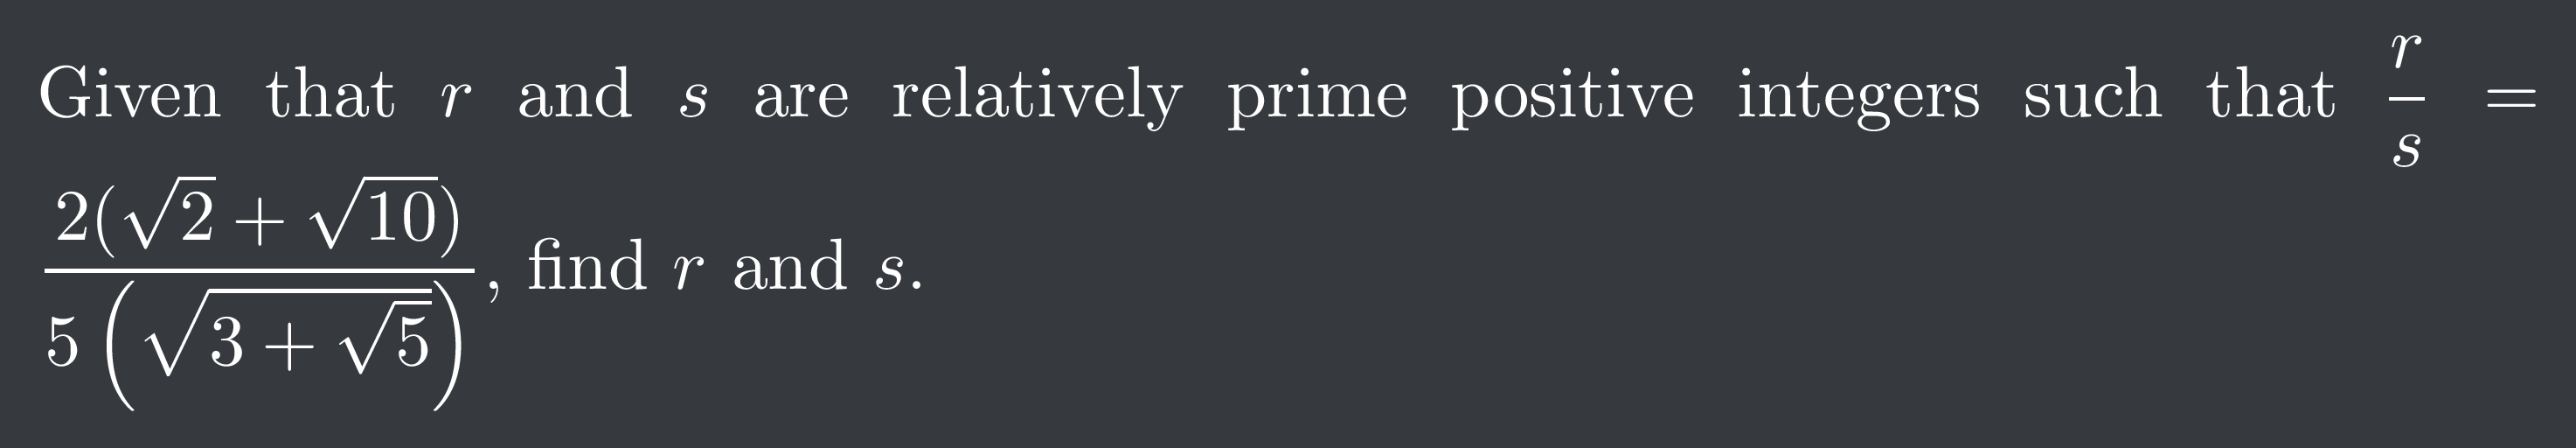 Given that r and s are relatively prime positive integers such that \frac{r}{s} =
\frac{2(\sqrt{2}+\sqrt{10})}{5\left(\sqrt{3+\sqrt{5}}\right)}, find r and s.